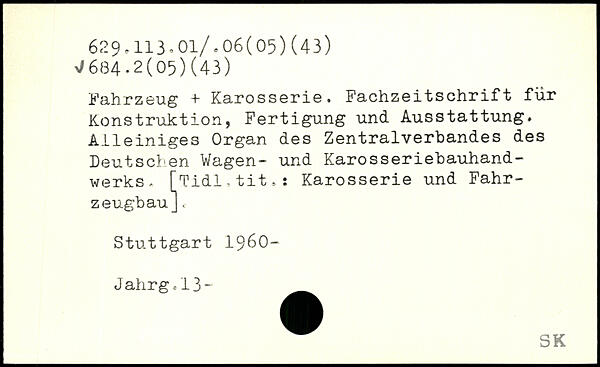 629.113.01/.06(05)(43)
✓684.2(05)(43)
Fahrzeug + Karosserie. Fachzeitschrift für
Konstruktion, Fertigung und Ausstattung.
Alleiniges Organ des Zentralverbandes des
Deutschen Wagen- und Karosseriebauhand-
werks. [Tidl.tit.: Karosserie und Fahr-
zeugbau].
Stuttgart 1960-
Jahrg.13-
SK